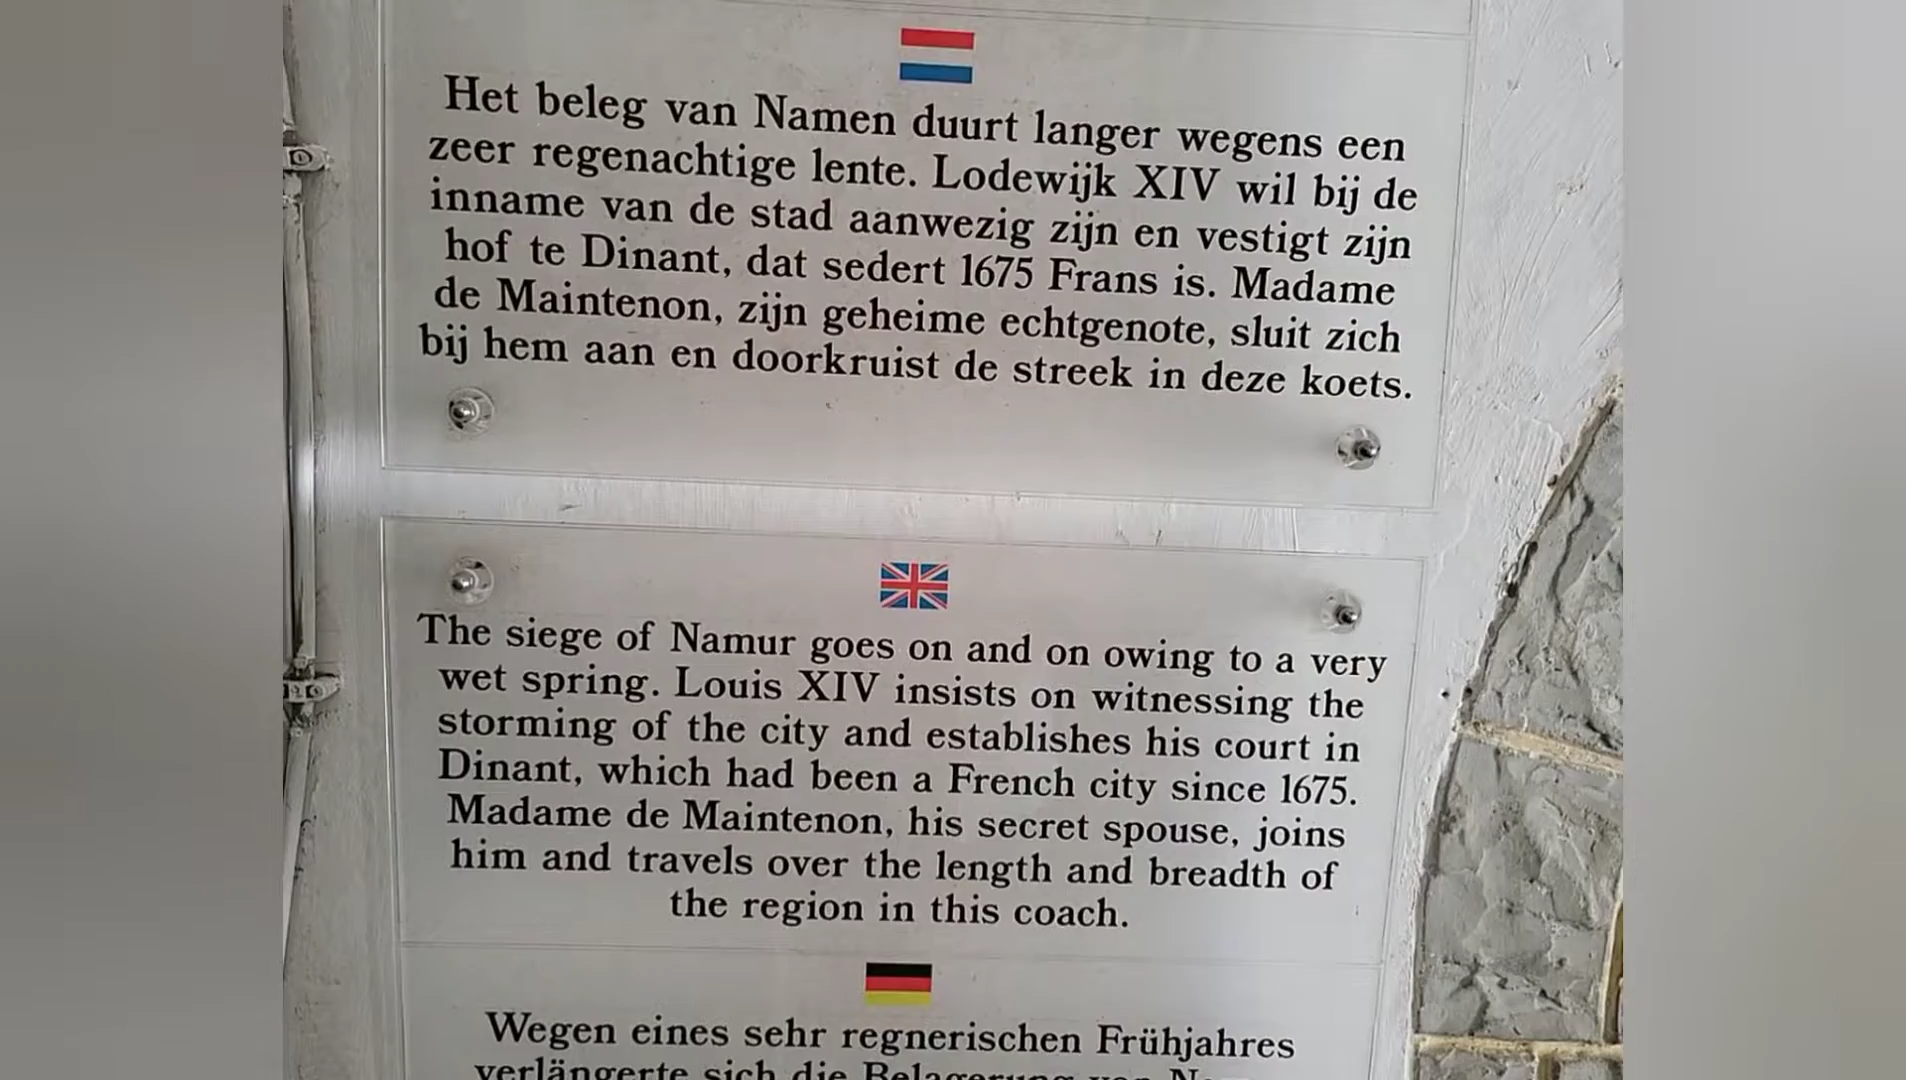 Het beleg van Namen duurt langer wegens een
zeer regenachtige lente. Lodewijk XIV wil bij de
inname van de stad aanwezig zijn en vestigt zijn
hof te Dinant, dat sedert 1675 Frans is. Madame
de Maintenon, zijn geheime echtgenote, sluit zich
bij hem aan en doorkruist de streek in deze koets.
The siege of Namur goes on and on owing to a very
wet spring. Louis XIV insists on witnessing the
storming of the city and establishes his court in
Dinant, which had been a French city since 1675.
Madame de Maintenon, his secret spouse, joins
him and travels over the length and breadth of
the region in this coach.
Wegen eines sehr regnerischen Frühjahres
verlängerte sich die Belagerung von